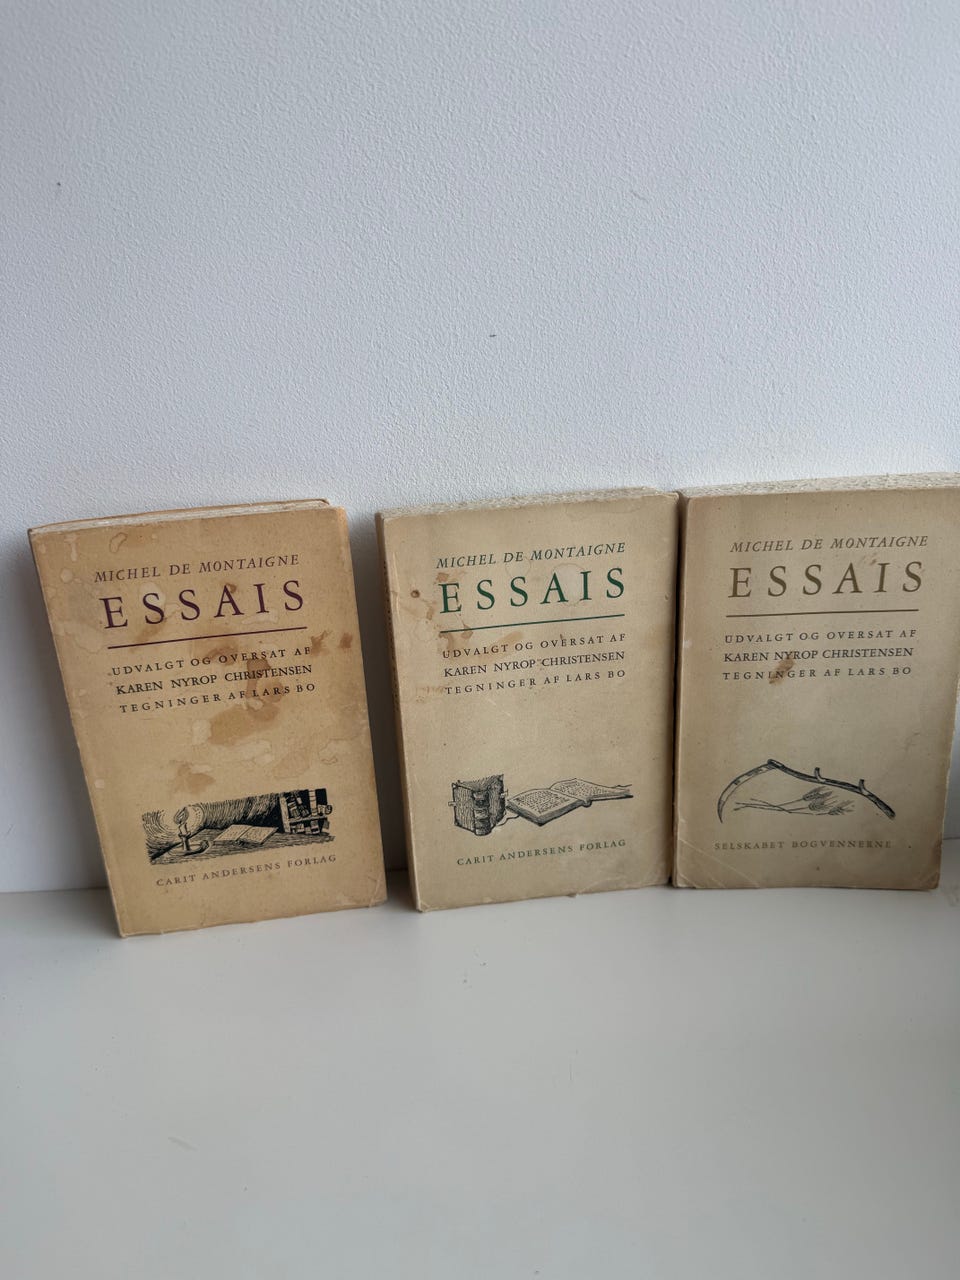 MICHEL DE MONTAIGNE
ESSAIS
UDVALGT OG OVERSAT AF
KAREN NYROP CHRISTENSEN
TEGNINGER AF LARS BO
CARIT ANDERSENS FORLAG
MICHEL DE MONTAIGNE
ESSAIS
UDVALGT OG OVERSAT AF
KAREN NYROP CHRISTENSEN
TEGNINGER AF LARS BO
CARIT ANDERSENS FORLAG
MICHEL DE MONTAIGNE
ESSAIS
UDVALGT OG OVERSAT AF
KAREN NYROP CHRISTENSEN
TEGNINGER AF LARS BO
SELSKABET BOGVENNERNE